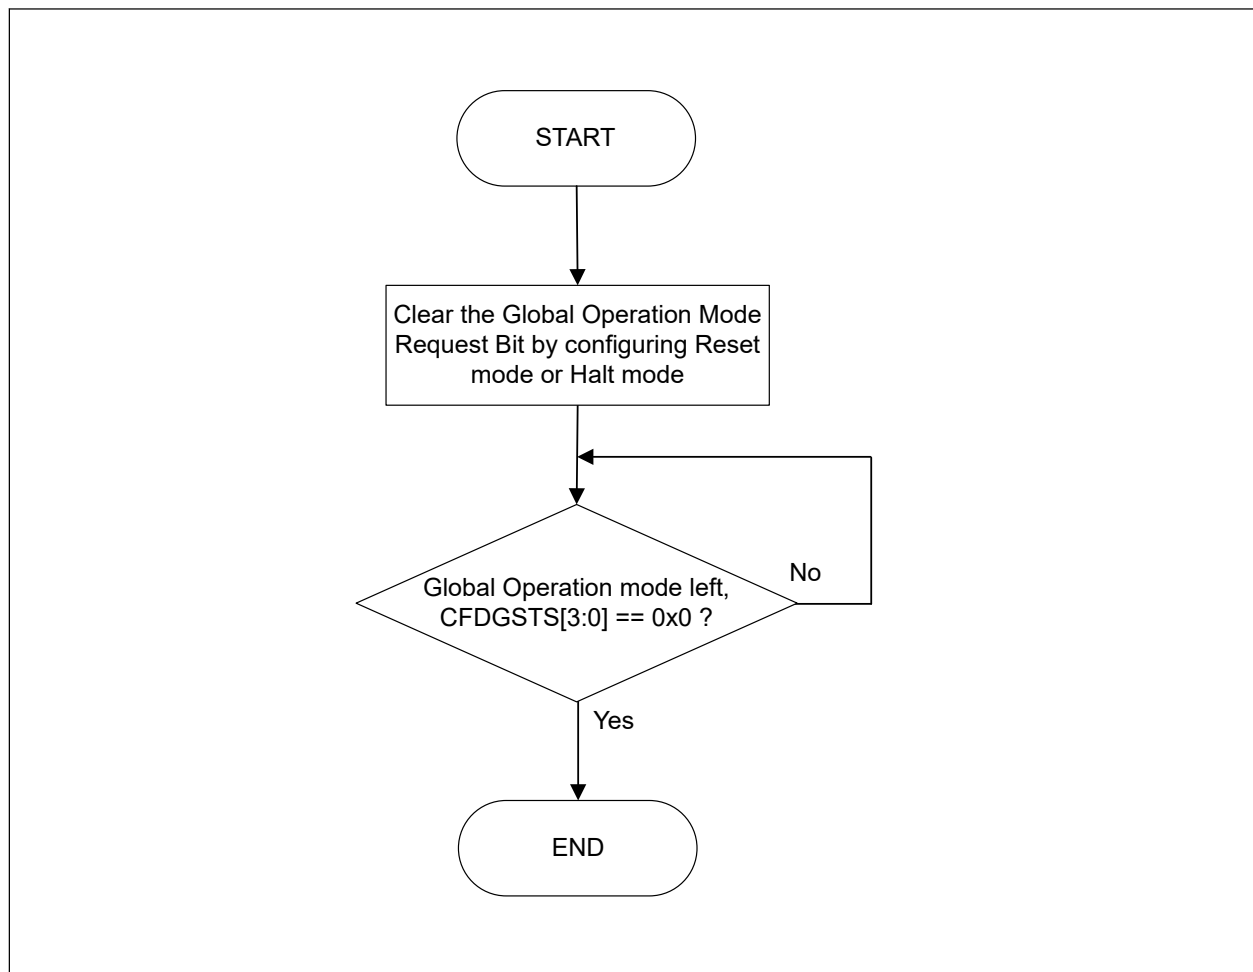 START
Clear the Global Operation Mode
Request Bit by configuring Reset
mode or Halt mode
Global Operation mode left,
CFDGSTS[3:0] == 0x0 ?
No
Yes
END